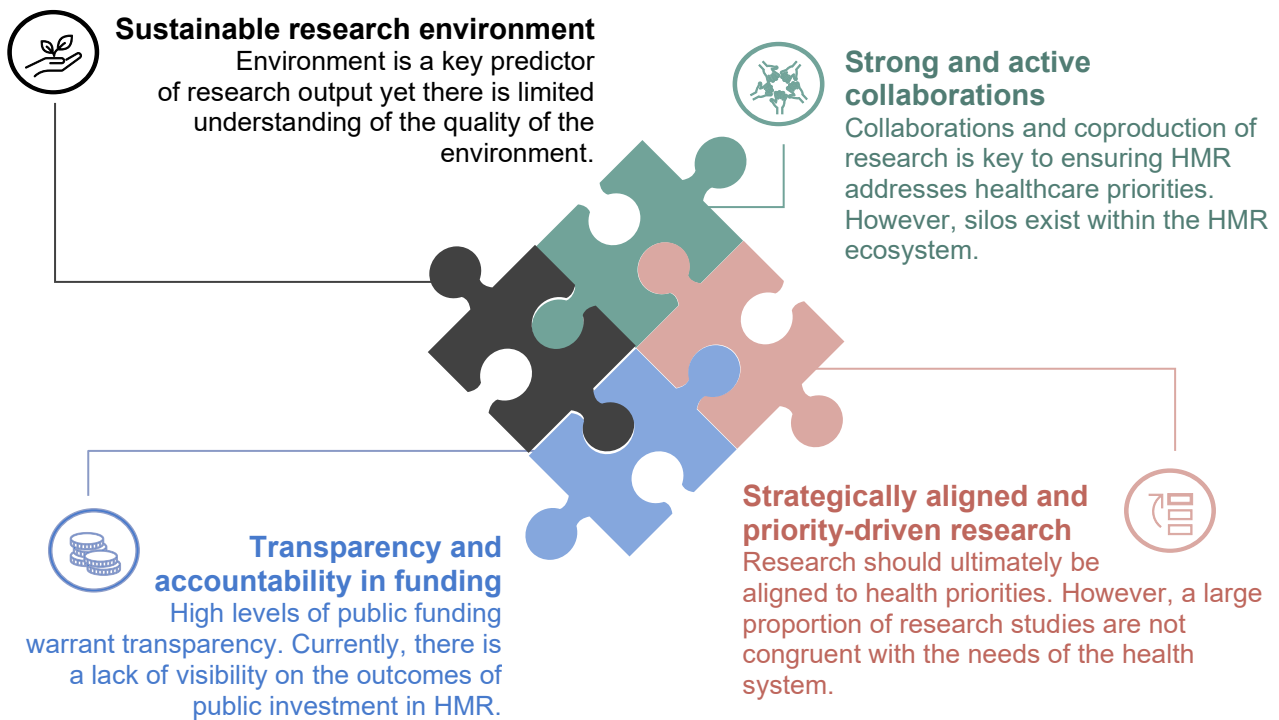 Sustainable research environment
Environment is a key predictor
of research output yet there is limited
understanding of the quality of the
environment.
Strong and active
collaborations
Collaborations and coproduction of
research is key to ensuring HMR
addresses healthcare priorities.
However, silos exist within the HMR
ecosystem.
Transparency and
accountability in funding
High levels of public funding
warrant transparency. Currently, there is
a lack of visibility on the outcomes of
public investment in HMR.
Strategically aligned and
priority-driven research
Research should ultimately be
aligned to health priorities. However, a large
proportion of research studies are not
congruent with the needs of the health
system.